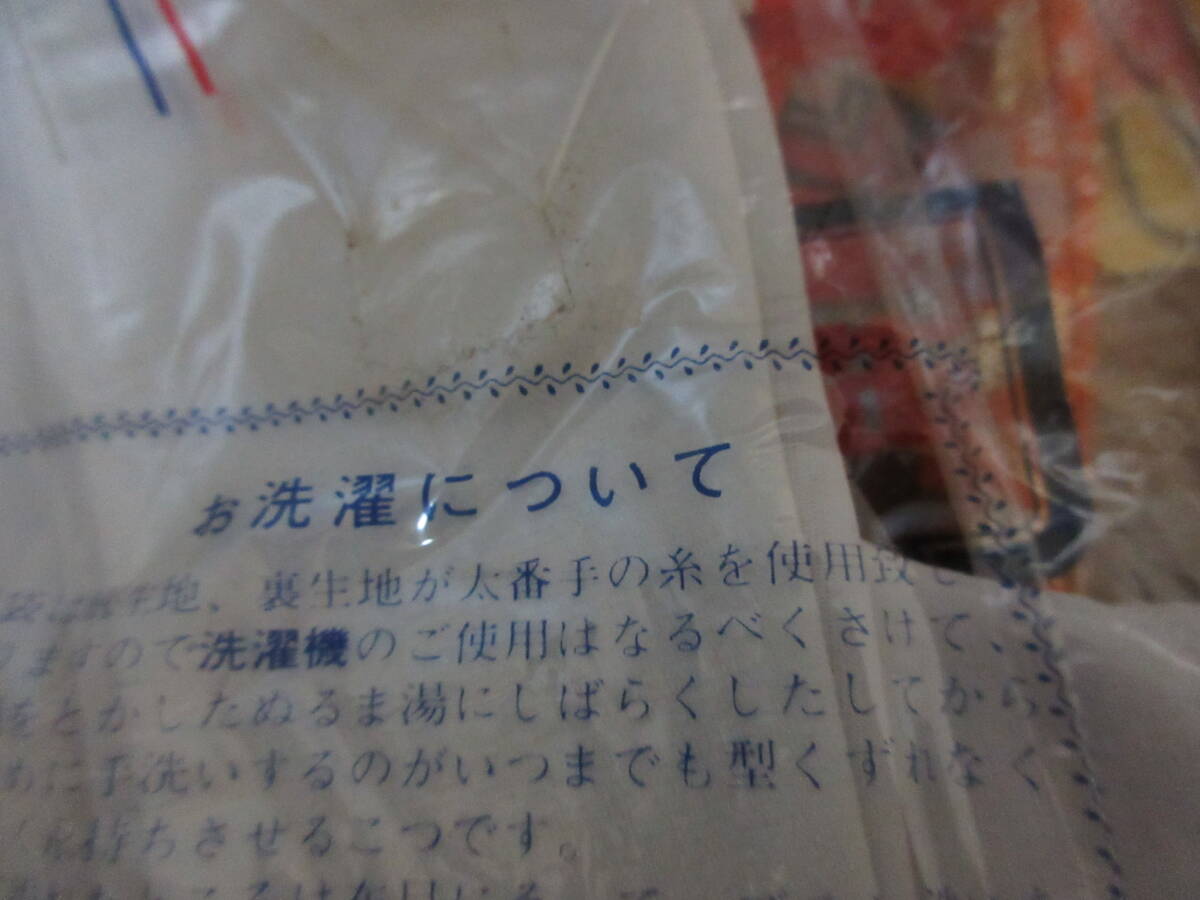 お洗濯について
地、裏生地が太番手の糸を使用致し
ますので洗濯機のご使用はなるべくさけて、
をとかしたぬるま湯にしばらくしたしてから
に手洗いするのがいつまでも型くずれなく
持ちさせるこつです。